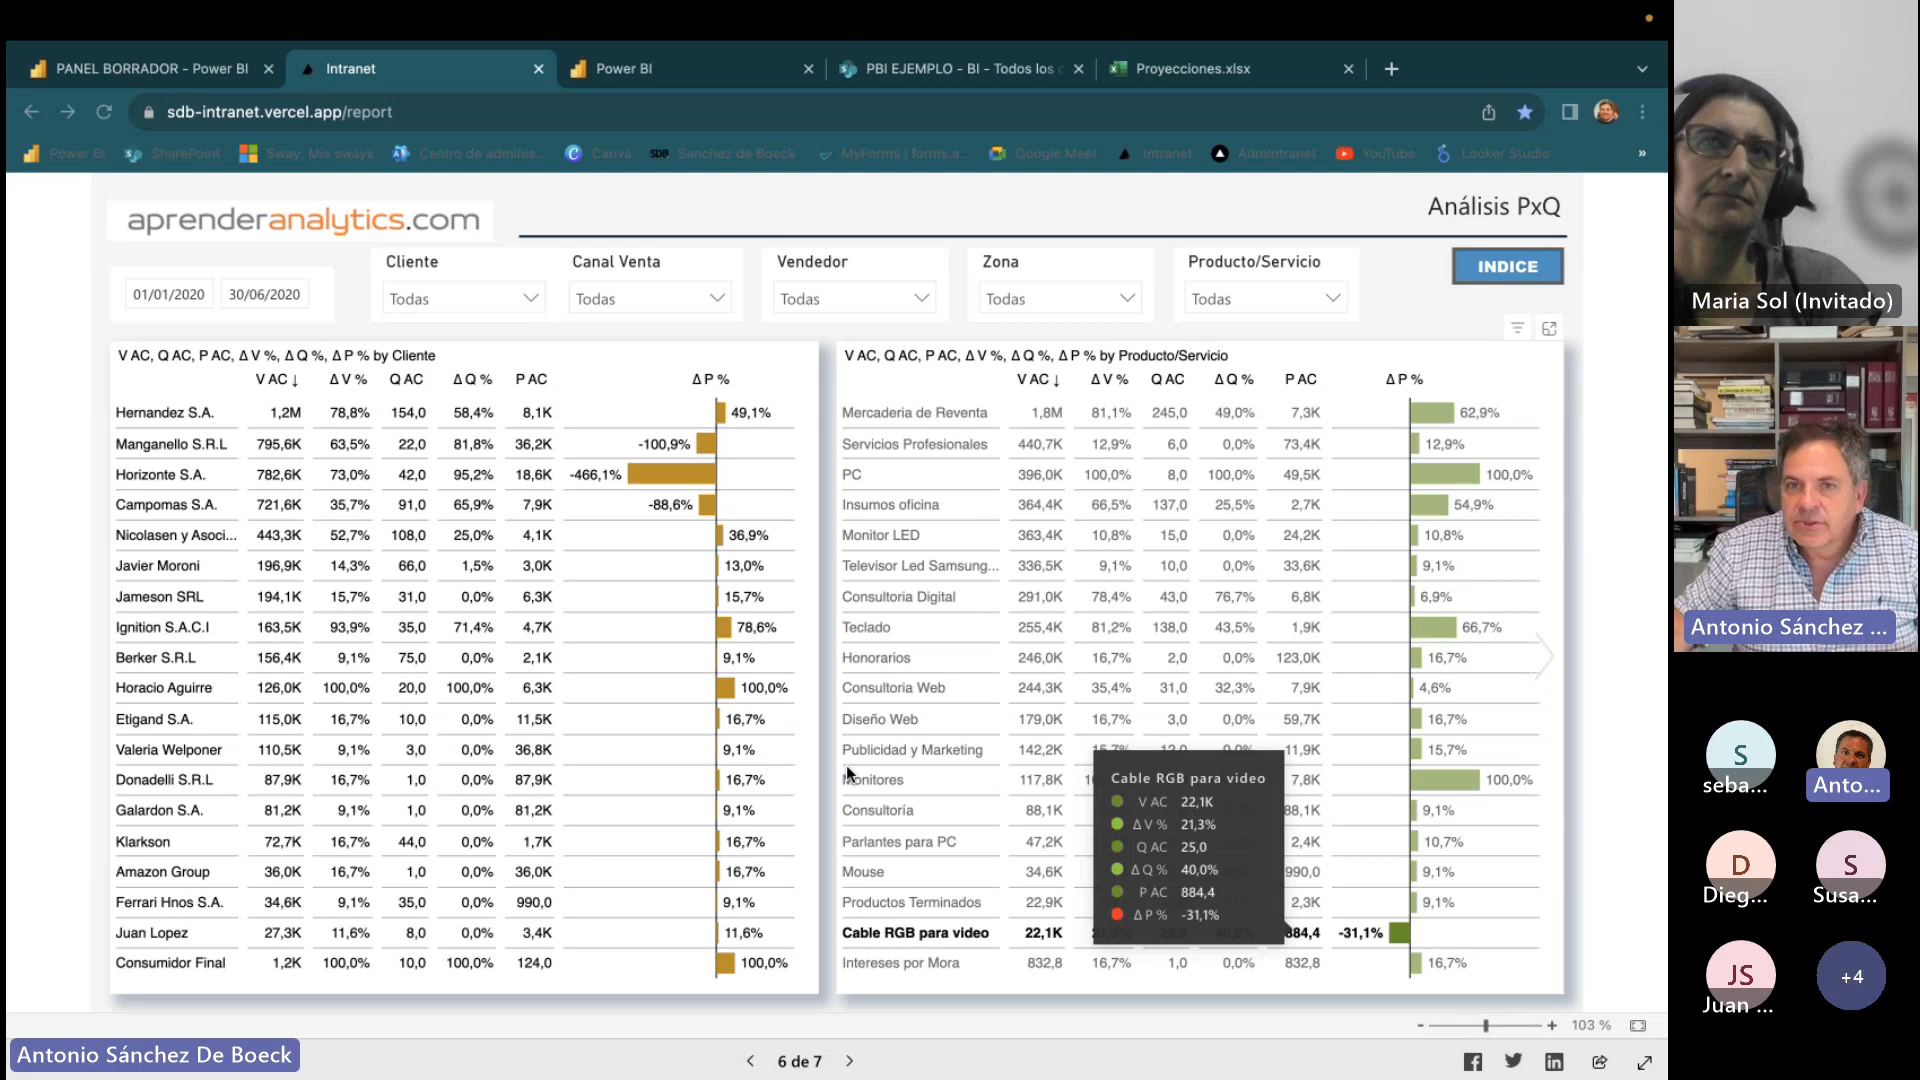 PANEL BORRADOR - Power BI
Intranet
Power BI
PBI EJEMPLO - BI - Todos los
Proyecciones.xlsx
sdb-intranet.vercel.app/report
Power BI
SharePoint
Sway: Mis sways
Centro de adminis...
Canva
SDB Sanchez de Boeck
MyForms | forms.a...
Google Meet
Intranet
AdmIntranet
YouTube
Looker Studio
»
aprenderanalytics.com
Análisis PxQ
01/01/2020 30/06/2020
Cliente
Todas
Canal Venta
Todas
Vendedor
Todas
Zona
Todas
Producto/Servicio
Todas
INDICE
V AC, Q AC, P AC, Δ V %, Δ Q %, Δ P % by Cliente
V AC ↓ Δ V % Q AC Δ Q % P AC Δ P %
Hernandez S.A. 1,2M 78,8% 154,0 58,4% 8,1K 49,1%
Manganello S.R.L 795,6K 63,5% 22,0 81,8% 36,2K -100,9%
Horizonte S.A. 782,6K 73,0% 42,0 95,2% 18,6K -466,1%
Campomas S.A. 721,6K 35,7% 91,0 65,9% 7,9K -88,6%
Nicolasen y Asoci... 443,3K 52,7% 108,0 25,0% 4,1K 36,9%
Javier Moroni 196,9K 14,3% 66,0 1,5% 3,0K 13,0%
Jameson SRL 194,1K 15,7% 31,0 0,0% 6,3K 15,7%
Ignition S.A.C.I 163,5K 93,9% 35,0 71,4% 4,7K 78,6%
Berker S.R.L 156,4K 9,1% 75,0 0,0% 2,1K 9,1%
Horacio Aguirre 126,0K 100,0% 20,0 100,0% 6,3K 100,0%
Etigand S.A. 115,0K 16,7% 10,0 0,0% 11,5K 16,7%
Valeria Welponer 110,5K 9,1% 3,0 0,0% 36,8K 9,1%
Donadelli S.R.L 87,9K 16,7% 1,0 0,0% 87,9K 16,7%
Galardon S.A. 81,2K 9,1% 1,0 0,0% 81,2K 9,1%
Klarkson 72,7K 16,7% 44,0 0,0% 1,7K 16,7%
Amazon Group 36,0K 16,7% 1,0 0,0% 36,0K 16,7%
Ferrari Hnos S.A. 34,6K 9,1% 35,0 0,0% 990,0 9,1%
Juan Lopez 27,3K 11,6% 8,0 0,0% 3,4K 11,6%
Consumidor Final 1,2K 100,0% 10,0 100,0% 124,0 100,0%
V AC, Q AC, P AC, Δ V %, Δ Q %, Δ P % by Producto/Servicio
V AC ↓ Δ V % Q AC Δ Q % P AC Δ P %
Mercaderia de Reventa 1,8M 81,1% 245,0 49,0% 7,3K 62,9%
Servicios Profesionales 440,7K 12,9% 6,0 0,0% 73,4K 12,9%
PC 396,0K 100,0% 8,0 100,0% 49,5K 100,0%
Insumos oficina 364,4K 66,5% 137,0 25,5% 2,7K 54,9%
Monitor LED 363,4K 10,8% 15,0 0,0% 24,2K 10,8%
Televisor Led Samsung... 336,5K 9,1% 10,0 0,0% 33,6K 9,1%
Consultoria Digital 291,0K 78,4% 43,0 76,7% 6,8K 6,9%
Teclado 255,4K 81,2% 138,0 43,5% 1,9K 66,7%
Honorarios 246,0K 16,7% 2,0 0,0% 123,0K 16,7%
Consultoria Web 244,3K 35,4% 31,0 32,3% 7,9K 4,6%
Diseño Web 179,0K 16,7% 3,0 0,0% 59,7K 16,7%
Publicidad y Marketing 142,2K 15,7% 12,0 0,0% 11,9K 15,7%
Monitores 117,8K 7,8K 100,0%
Consultoría 88,1K 88,1K 9,1%
Parlantes para PC 47,2K 2,4K 10,7%
Mouse 34,6K 990,0 9,1%
Productos Terminados 22,9K 2,3K 9,1%
Cable RGB para video 22,1K 884,4 -31,1%
Intereses por Mora 832,8 16,7% 1,0 0,0% 832,8 16,7%
Cable RGB para video
V AC 22,1K
Δ V % 21,3%
Q AC 25,0
Δ Q % 40,0%
P AC 884,4
Δ P % -31,1%
- + 103 %
6 de 7
Antonio Sánchez De Boeck
Maria Sol (Invitado)
Antonio Sánchez ...
S
seba...
Anto...
D
Dieg...
S
Susa...
JS
Juan ...
+4